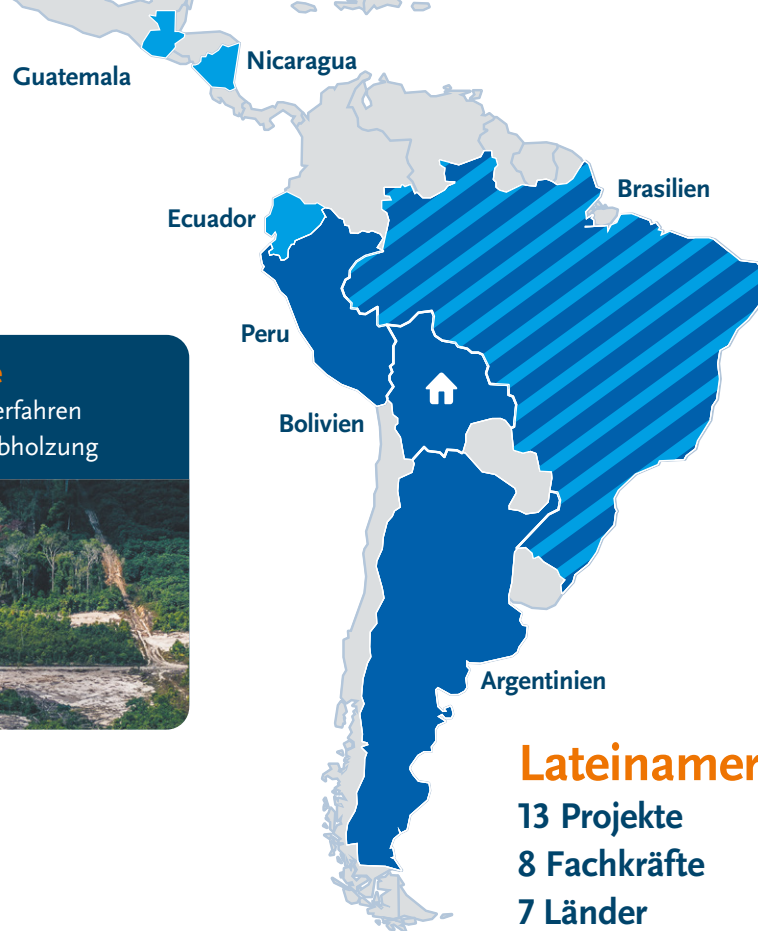 Nicaragua
Guatemala
Brasilien
Ecuador
Peru
erfahren
Bolivien
bholzung
Argentinien
Lateinamer
13 Projekte
8 Fachkräfte
7 Länder